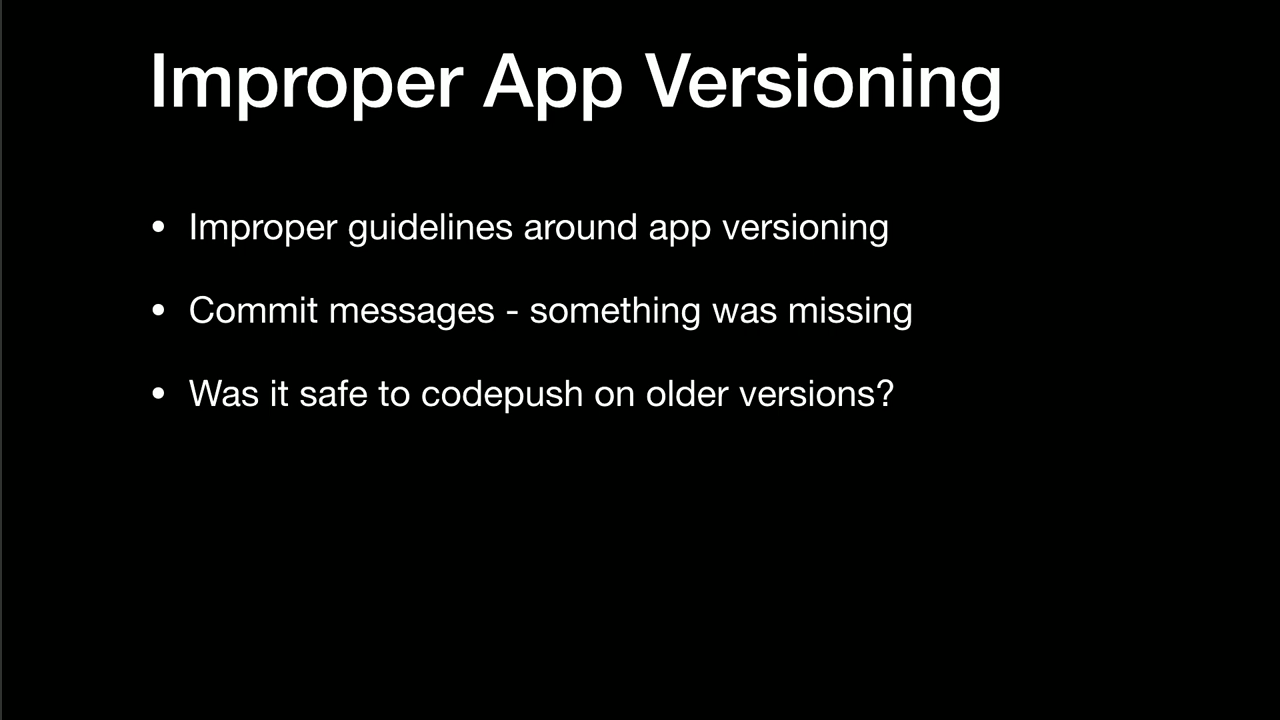 Improper App Versioning
• Improper guidelines around app versioning
• Commit messages - something was missing
• Was it safe to codepush on older versions?